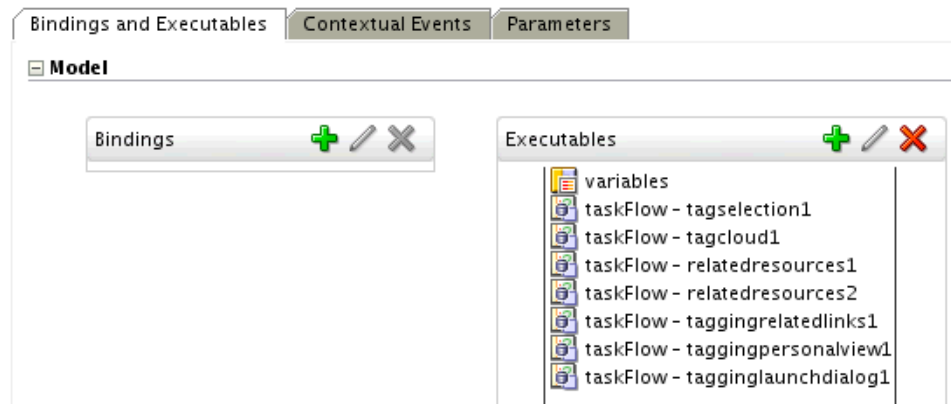 Bindings and Executables Contextual Events Parameters
Model
Bindings Executables
variables
taskFlow - tagselection1
taskFlow - tagcloud1
taskFlow - relatedresources1
taskFlow - relatedresources2
taskFlow - taggingrelatedlinks1
taskFlow - taggingpersonalview1
taskFlow - tagginglaunchdialog1